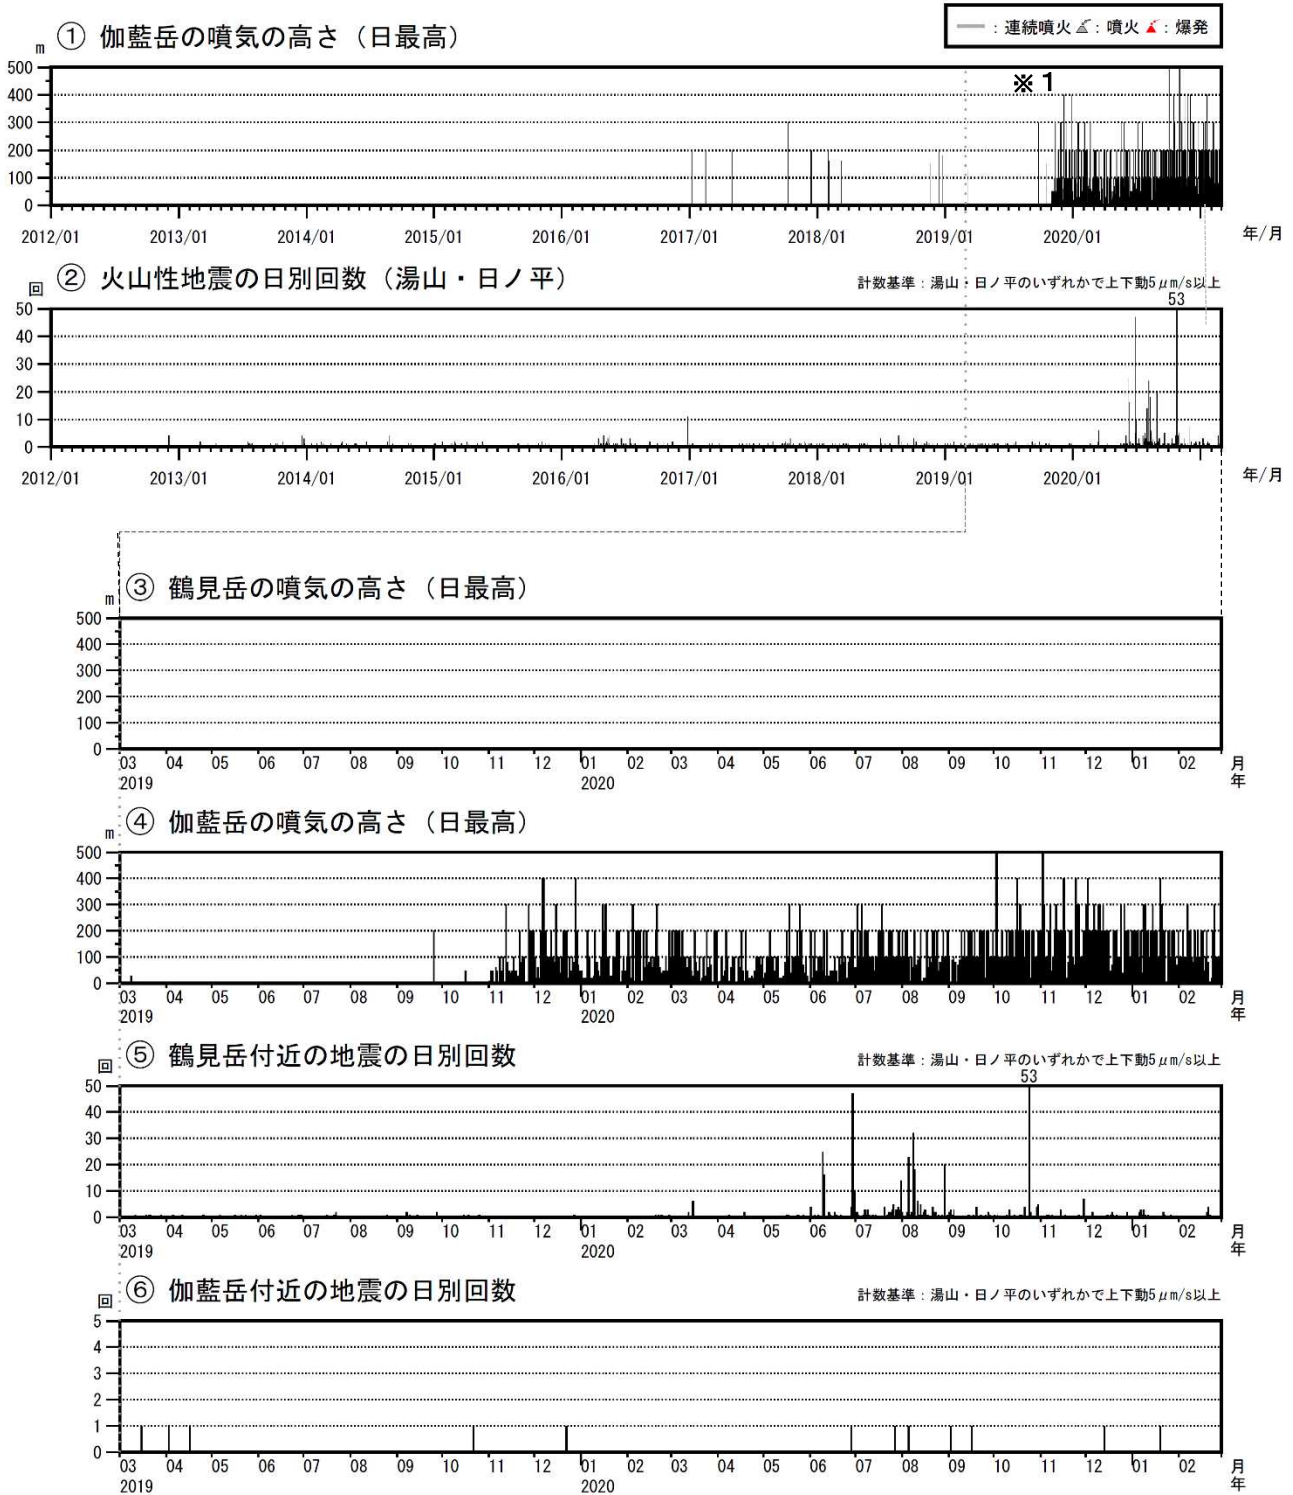 ━━ : 連続噴火 : 噴火 : 爆発
m ① 伽藍岳の噴気の高さ（日最高）
※1
500
400
300
200
100
0
2012/01 2013/01 2014/01 2015/01 2016/01 2017/01 2018/01 2019/01 2020/01 年/月
回 ② 火山性地震の日別回数（湯山・日ノ平） 計数基準：湯山・日ノ平のいずれかで上下動5μm/s以上
53
50
40
30
20
10
0
2012/01 2013/01 2014/01 2015/01 2016/01 2017/01 2018/01 2019/01 2020/01 年/月
m ③ 鶴見岳の噴気の高さ（日最高）
500
400
300
200
100
0
03 04 05 06 07 08 09 10 11 12 01 02 03 04 05 06 07 08 09 10 11 12 01 02 月
2019 2020 年
m ④ 伽藍岳の噴気の高さ（日最高）
500
400
300
200
100
0
03 04 05 06 07 08 09 10 11 12 01 02 03 04 05 06 07 08 09 10 11 12 01 02 月
2019 2020 年
回 ⑤ 鶴見岳付近の地震の日別回数 計数基準：湯山・日ノ平のいずれかで上下動5μm/s以上
53
50
40
30
20
10
0
03 04 05 06 07 08 09 10 11 12 01 02 03 04 05 06 07 08 09 10 11 12 01 02 月
2019 2020 年
回 ⑥ 伽藍岳付近の地震の日別回数 計数基準：湯山・日ノ平のいずれかで上下動5μm/s以上
5
4
3
2
1
0
03 04 05 06 07 08 09 10 11 12 01 02 03 04 05 06 07 08 09 10 11 12 01 02 月
2019 2020 年